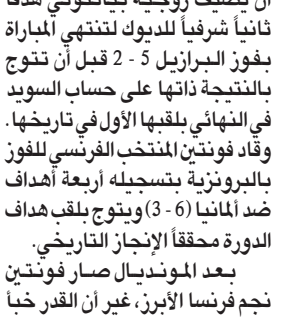 أن يضيف روجيه بيانتوني هدفاً
ثانياً شرفياً للديوك لتنتهي المباراة
بفوز البرازيل 5 - 2 قبل أن تتوج
بالنتيجة ذاتها على حساب السويد
في النهائي بلقبها الأول في تاريخها.
وقاد فونتين المنتخب الفرنسي للفوز
بالبرونزية بتسجيله أربعة أهداف
ضد ألمانيا (6 - 3) ويتوج بلقب هداف
الدورة محققاً الإنجاز التاريخي.
بعد المونديال صار فونتين
نجم فرنسا الأبرز، غير أن القدر خبأ